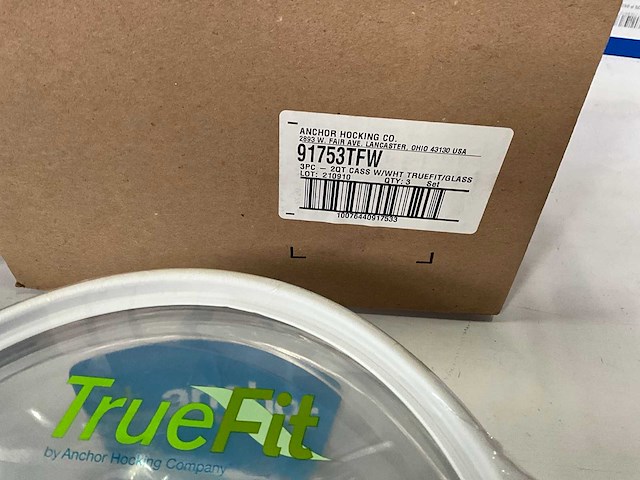 ANCHOR HOCKING CO.
2893 W. FAIR AVE. LANCASTER, OHIO 43130 USA
91753TFW
3PC – 2QT CASS W/WHT TRUEFIT/GLASS
LOT: 210910 QTY: 3 Set
10076440917533
TrueFit
by Anchor Hocking Company